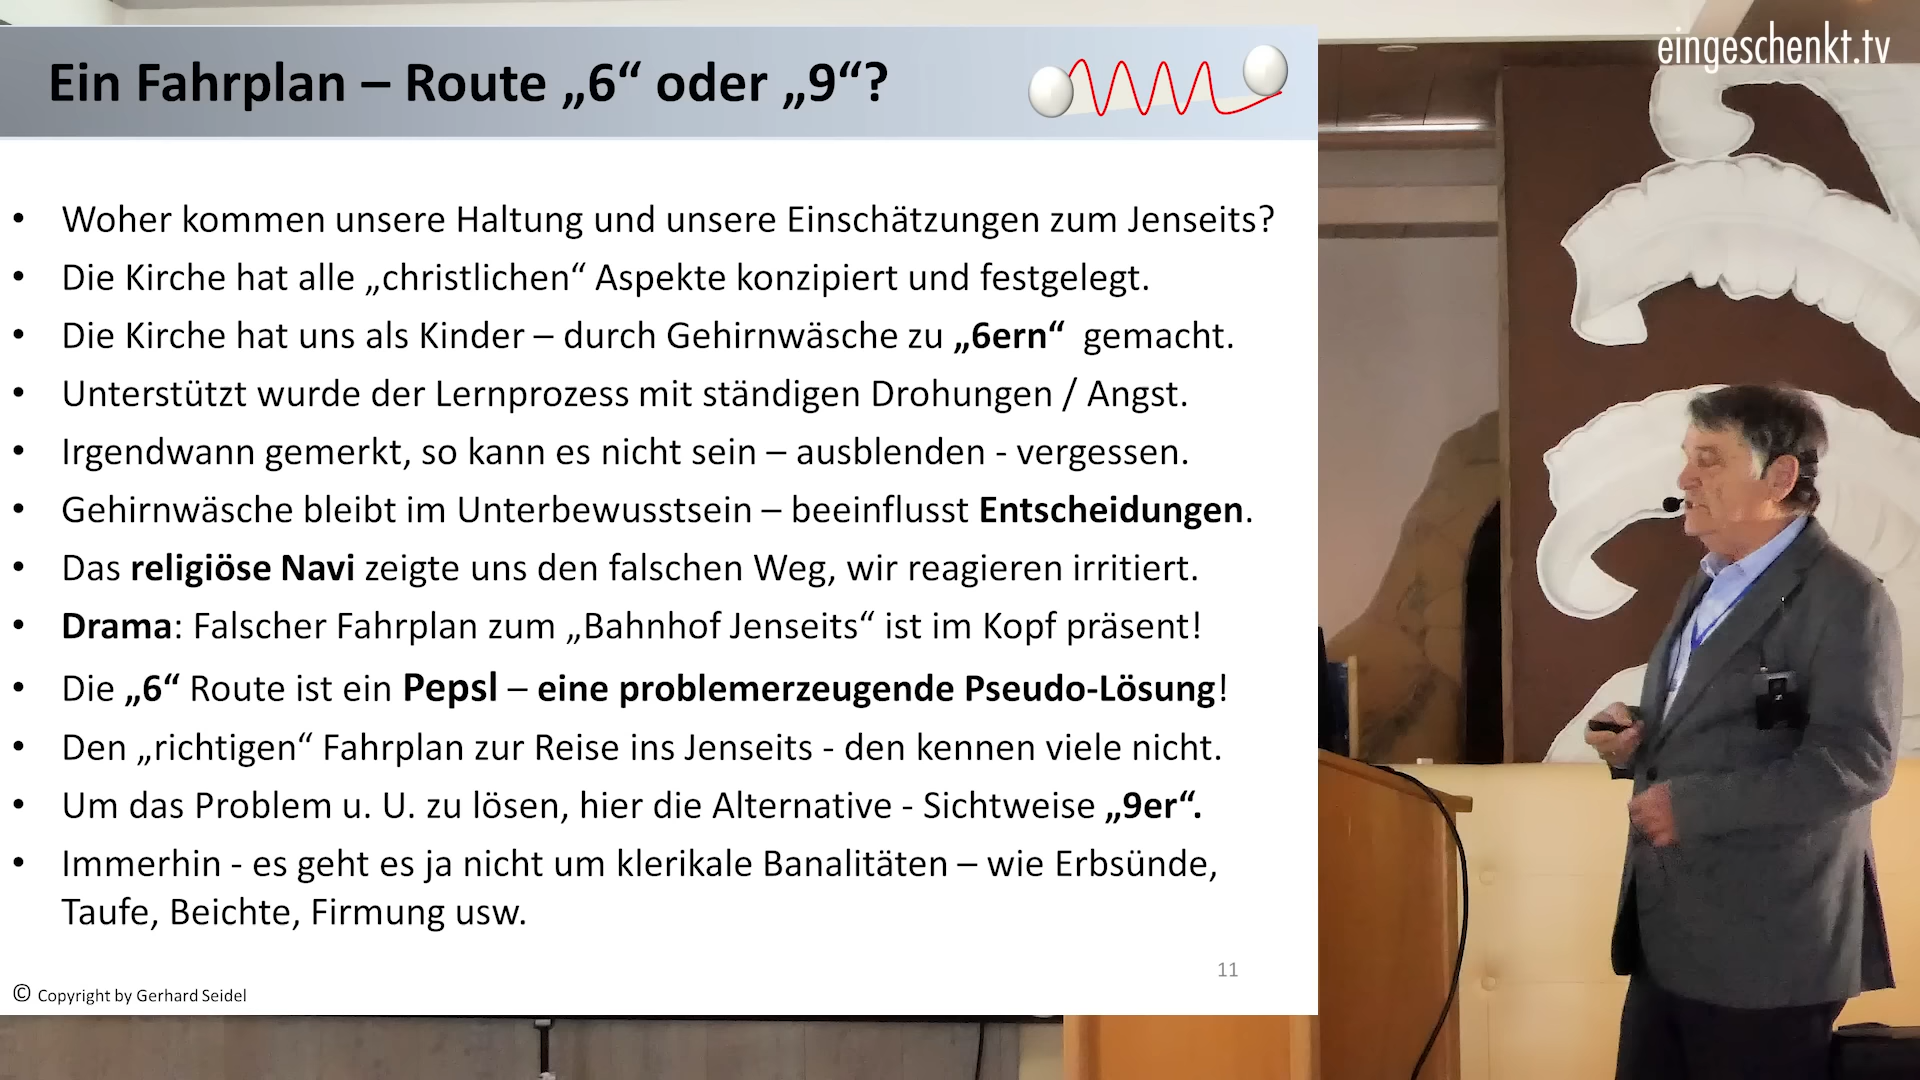 eingeschenkt.tv
Ein Fahrplan – Route „6“ oder „9“?
• Woher kommen unsere Haltung und unsere Einschätzungen zum Jenseits?
• Die Kirche hat alle „christlichen“ Aspekte konzipiert und festgelegt.
• Die Kirche hat uns als Kinder – durch Gehirnwäsche zu „6ern“ gemacht.
• Unterstützt wurde der Lernprozess mit ständigen Drohungen / Angst.
• Irgendwann gemerkt, so kann es nicht sein – ausblenden - vergessen.
• Gehirnwäsche bleibt im Unterbewusstsein – beeinflusst Entscheidungen.
• Das religiöse Navi zeigte uns den falschen Weg, wir reagieren irritiert.
• Drama: Falscher Fahrplan zum „Bahnhof Jenseits“ ist im Kopf präsent!
• Die „6“ Route ist ein Pepsl – eine problemerzeugende Pseudo-Lösung!
• Den „richtigen“ Fahrplan zur Reise ins Jenseits - den kennen viele nicht.
• Um das Problem u. U. zu lösen, hier die Alternative - Sichtweise „9er“.
• Immerhin - es geht es ja nicht um klerikale Banalitäten – wie Erbsünde,
Taufe, Beichte, Firmung usw.
11
© Copyright by Gerhard Seidel